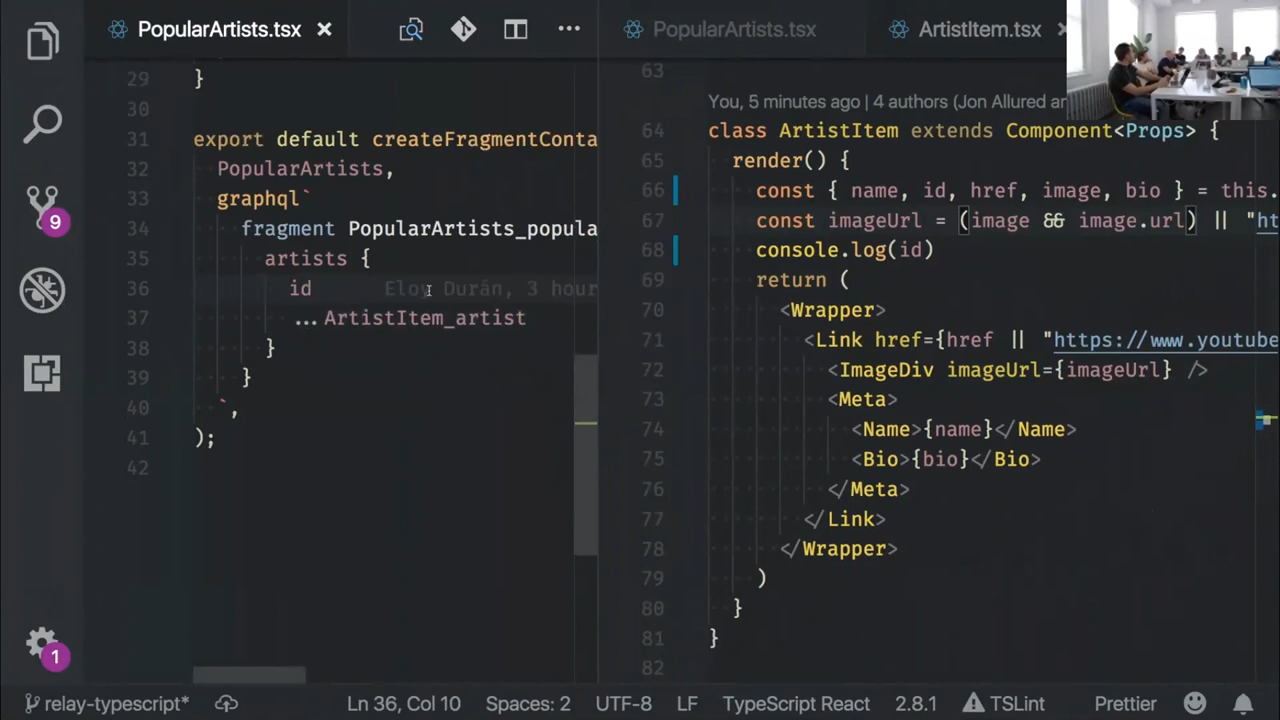 PopularArtists.tsx
PopularArtists.tsx
ArtistItem.tsx
29 }
30
31 export default createFragmentConta
32 PopularArtists,
33 graphql`
34 fragment PopularArtists_popula
35 artists {
36 id Eloy Durán, 3 hour
37 ...ArtistItem_artist
38 }
39 }
40 `,
41 );
42
63
You, 5 minutes ago | 4 authors (Jon Allured an
64 class ArtistItem extends Component<Props> {
65 render() {
66 const { name, id, href, image, bio } = this.
67 const imageUrl = (image && image.url) || "ht
68 console.log(id)
69 return (
70 <Wrapper>
71 <Link href={href || "https://www.youtube
72 <ImageDiv imageUrl={imageUrl} />
73 <Meta>
74 <Name>{name}</Name>
75 <Bio>{bio}</Bio>
76 </Meta>
77 </Link>
78 </Wrapper>
79 )
80 }
81 }
82
9
1
relay-typescript*
Ln 36, Col 10
Spaces: 2
UTF-8
LF
TypeScript React
2.8.1
TSLint
Prettier